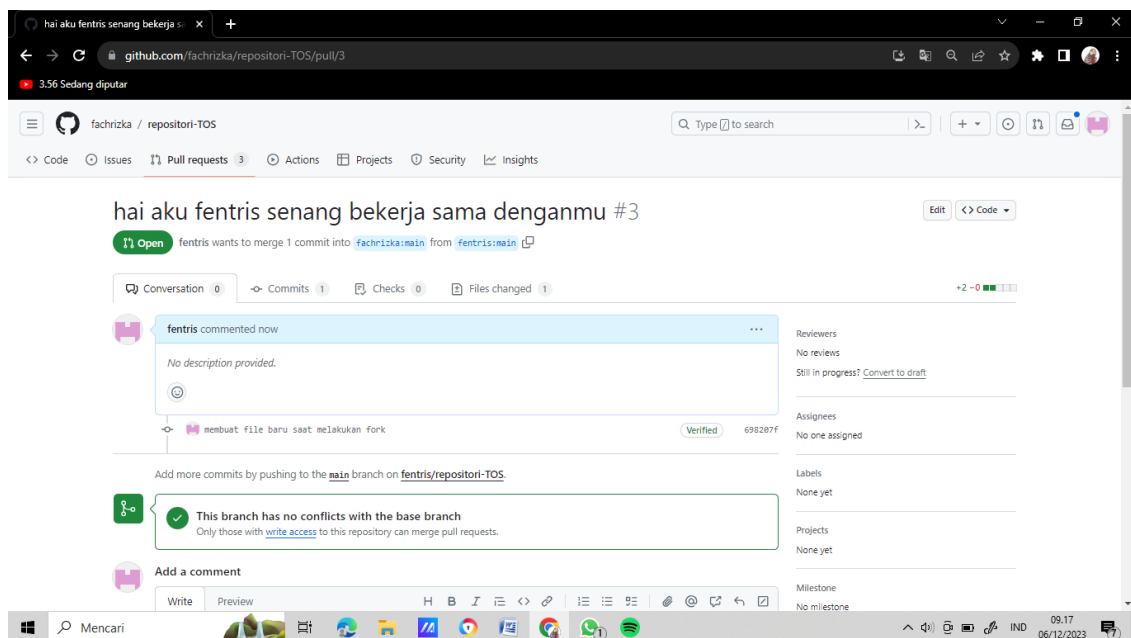 hai aku fentris senang bekerja sa
github.com/fachrizka/repositori-TOS/pull/3
3.56 Sedang diputar
fachrizka / repositori-TOS
Type / to search
<> Code Issues Pull requests 3 Actions Projects Security Insights
hai aku fentris senang bekerja sama denganmu #3
Edit <> Code
Open fentris wants to merge 1 commit into fachrizka:main from fentris:main
Conversation 0 Commits 1 Checks 0 Files changed 1
+2 −0
fentris commented now
No description provided.
membuat file baru saat melakukan fork Verified 698207f
Add more commits by pushing to the main branch on fentris/repositori-TOS.
This branch has no conflicts with the base branch
Only those with write access to this repository can merge pull requests.
Add a comment
Write Preview H B I
Reviewers
No reviews
Still in progress? Convert to draft
Assignees
No one assigned
Labels
None yet
Projects
None yet
Milestone
No milestone
Mencari
IND
09.17
06/12/2023